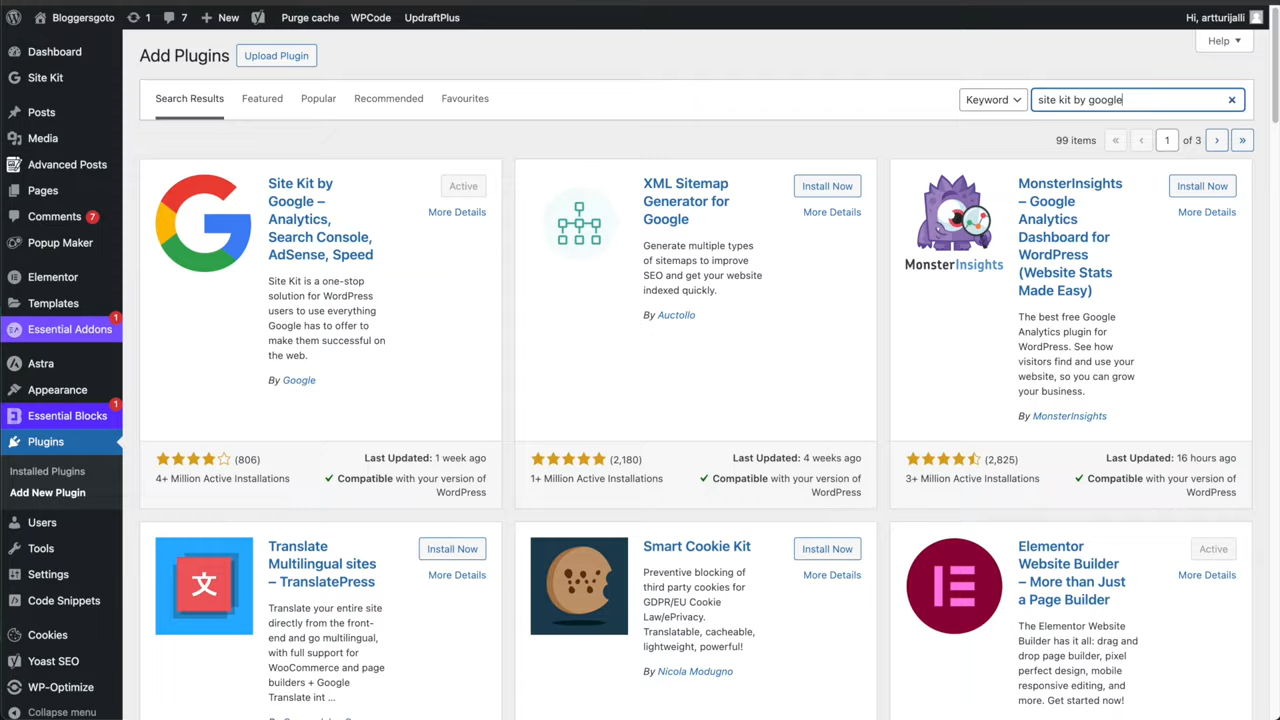 Bloggersgoto 1 7 New Purge cache WPCode UpdraftPlus Hi, artturijalli
Dashboard
Site Kit
Posts
Media
Advanced Posts
Pages
Comments 7
Popup Maker
Elementor
Templates
Essential Addons 1
Astra
Appearance
Essential Blocks 1
Plugins
Installed Plugins
Add New Plugin
Users
Tools
Settings
Code Snippets
Cookies
Yoast SEO
WP-Optimize
Collapse menu
Help
Add Plugins Upload Plugin
Search Results Featured Popular Recommended Favourites Keyword site kit by google
99 items « ‹ 1 of 3 › »
Site Kit by
Google –
Analytics,
Search Console,
AdSense, Speed
Active
More Details
Site Kit is a one-stop
solution for WordPress
users to use everything
Google has to offer to
make them successful on
the web.
By Google
(806)
Last Updated: 1 week ago
4+ Million Active Installations
Compatible with your version of
WordPress
XML Sitemap
Generator for
Google
Install Now
More Details
Generate multiple types
of sitemaps to improve
SEO and get your website
indexed quickly.
By Auctollo
(2,180)
Last Updated: 4 weeks ago
1+ Million Active Installations
Compatible with your version of
WordPress
MonsterInsights
MonsterInsights
– Google
Analytics
Dashboard for
WordPress
(Website Stats
Made Easy)
Install Now
More Details
The best free Google
Analytics plugin for
WordPress. See how
visitors find and use your
website, so you can grow
your business.
By MonsterInsights
(2,825)
Last Updated: 16 hours ago
3+ Million Active Installations
Compatible with your version of
WordPress
文
Translate
Multilingual sites
– TranslatePress
Install Now
More Details
Translate your entire site
directly from the front-
end and go multilingual,
with full support for
WooCommerce and page
builders + Google
Translate int ...
Smart Cookie Kit
Install Now
More Details
Preventive blocking of
third party cookies for
GDPR/EU Cookie
Law/ePrivacy.
Translatable, cacheable,
lightweight, powerful!
By Nicola Modugno
Elementor
Website Builder
– More than Just
a Page Builder
Active
More Details
The Elementor Website
Builder has it all: drag and
drop page builder, pixel
perfect design, mobile
responsive editing, and
more. Get started now!